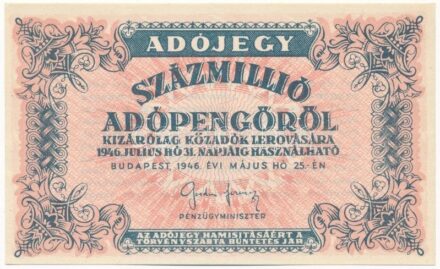 ADÓJEGY
SZÁZMILLIÓ
ADÓPENGŐRŐL
KIZÁRÓLAG KÖZADÓK LEROVÁSÁRA
1946. JULIUS HÓ 31. NAPJÁIG HASZNÁLHATÓ
BUDAPEST, 1946. ÉVI MÁJUS HÓ 25.-ÉN
PÉNZÜGYMINISZTER
AZ ADÓJEGY HAMISITÁSÁÉRT A
TÖRVÉNYSZABTA BÜNTETÉS JÁR